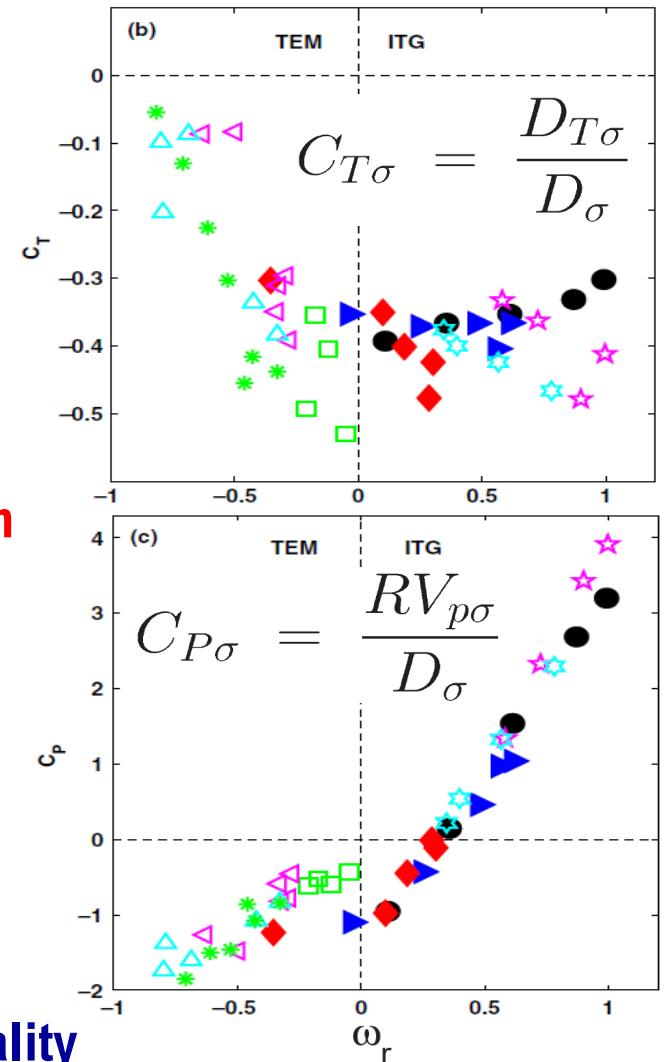 (b)
TEM ITG
0
−0.1
−0.2
−0.3
−0.4
−0.5
C_T
C_{Tσ} = D_{Tσ} / D_σ
−1 −0.5 0 0.5 1
(c)
TEM ITG
4
3
2
1
0
−1
−2
C_P
C_{Pσ} = RV_{pσ} / D_σ
−1 −0.5 0 0.5 1
ω_r